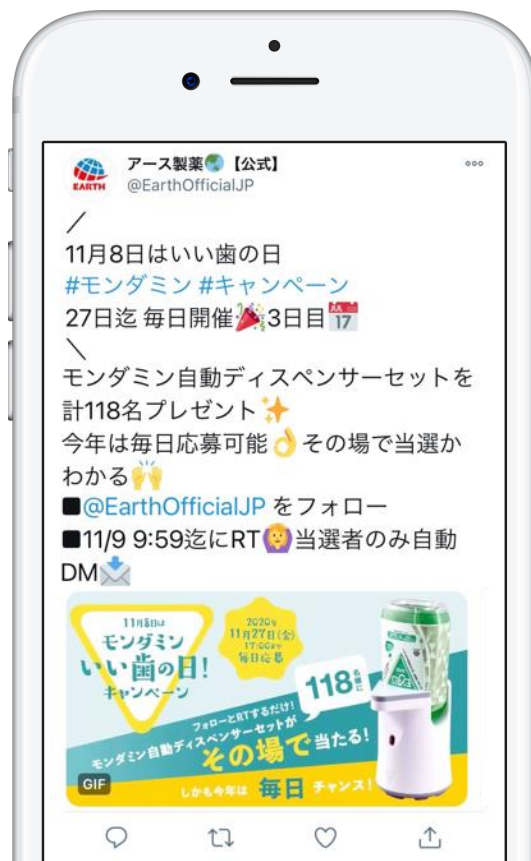 アース製薬🌏【公式】
EARTH
@EarthOfficialJP
／
11月8日はいい歯の日
#モンダミン #キャンペーン
27日迄 毎日開催🎉3日目📅
＼
モンダミン自動ディスペンサーセットを
計118名プレゼント✨
今年は毎日応募可能👌その場で当選か
わかる🙌
■@EarthOfficialJP をフォロー
■11/9 9:59迄にRT🙆‍♀️当選者のみ自動
DM📩
11月8日は
モンダミン
いい歯の日!
キャンペーン
2020年
11月27日(金)
17:00まで
毎日応募
118名様に
フォローとRTするだけ!
モンダミン自動ディスペンサーセットが
その場で当たる!
しかも今年は 毎日 チャンス!
GIF